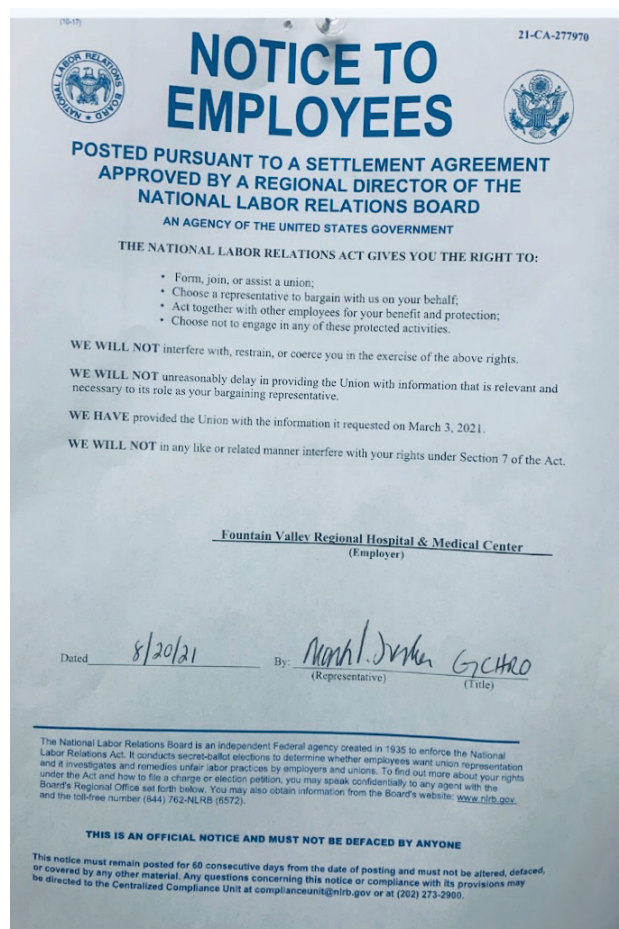 (10-17)
21-CA-277970
NATIONAL LABOR RELATIONS BOARD
NOTICE TO
EMPLOYEES
POSTED PURSUANT TO A SETTLEMENT AGREEMENT
APPROVED BY A REGIONAL DIRECTOR OF THE
NATIONAL LABOR RELATIONS BOARD
AN AGENCY OF THE UNITED STATES GOVERNMENT
THE NATIONAL LABOR RELATIONS ACT GIVES YOU THE RIGHT TO:
• Form, join, or assist a union;
• Choose a representative to bargain with us on your behalf;
• Act together with other employees for your benefit and protection;
• Choose not to engage in any of these protected activities.
WE WILL NOT interfere with, restrain, or coerce you in the exercise of the above rights.
WE WILL NOT unreasonably delay in providing the Union with information that is relevant and
necessary to its role as your bargaining representative.
WE HAVE provided the Union with the information it requested on March 3, 2021.
WE WILL NOT in any like or related manner interfere with your rights under Section 7 of the Act.
Fountain Valley Regional Hospital & Medical Center
(Employer)
Dated 8/20/21 By: GCHRO
(Representative) (Title)
The National Labor Relations Board is an independent Federal agency created in 1935 to enforce the National
Labor Relations Act. It conducts secret-ballot elections to determine whether employees want union representation
and it investigates and remedies unfair labor practices by employers and unions. To find out more about your rights
under the Act and how to file a charge or election petition, you may speak confidentially to any agent with the
Board's Regional Office set forth below. You may also obtain information from the Board's website: www.nlrb.gov
and the toll-free number (844) 762-NLRB (6572).
THIS IS AN OFFICIAL NOTICE AND MUST NOT BE DEFACED BY ANYONE
This notice must remain posted for 60 consecutive days from the date of posting and must not be altered, defaced,
or covered by any other material. Any questions concerning this notice or compliance with its provisions may
be directed to the Centralized Compliance Unit at complianceunit@nlrb.gov or at (202) 273-2900.